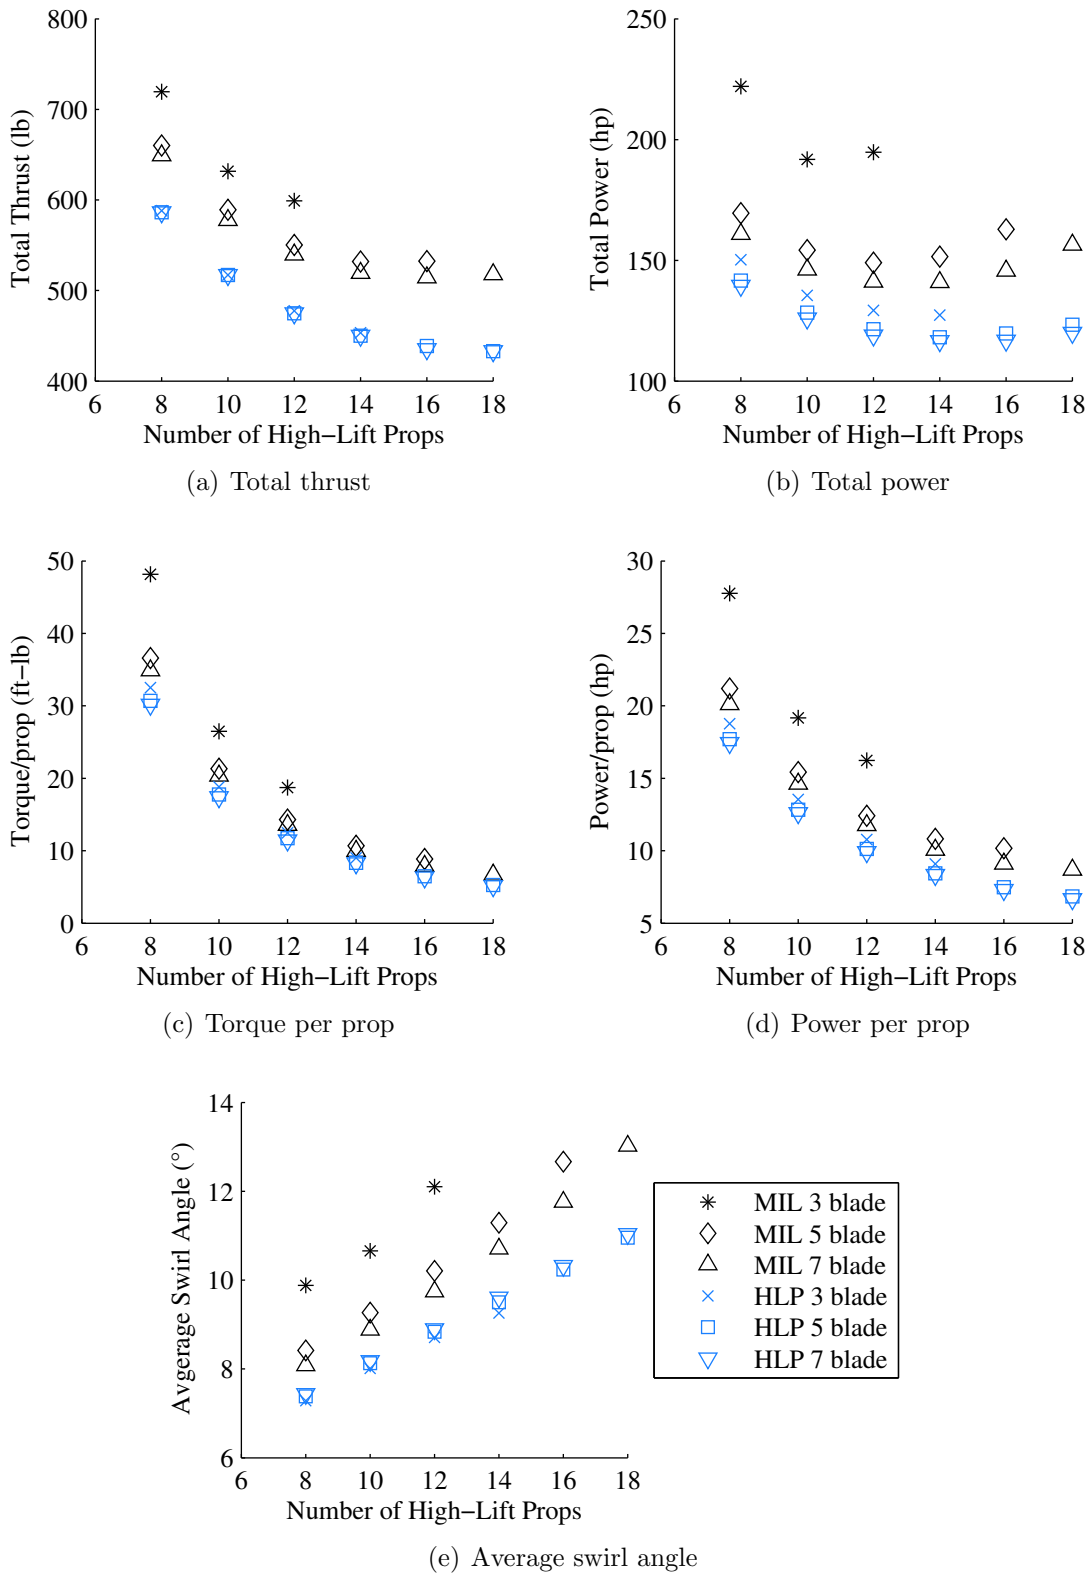 800
700
600
500
400
Total Thrust (lb)
6 8 10 12 14 16 18
Number of High−Lift Props
(a) Total thrust
250
200
150
100
Total Power (hp)
6 8 10 12 14 16 18
Number of High−Lift Props
(b) Total power
50
40
30
20
10
0
Torque/prop (ft−lb)
6 8 10 12 14 16 18
Number of High−Lift Props
(c) Torque per prop
30
25
20
15
10
5
Power/prop (hp)
6 8 10 12 14 16 18
Number of High−Lift Props
(d) Power per prop
14
12
10
8
6
Avgerage Swirl Angle (°)
6 8 10 12 14 16 18
Number of High−Lift Props
MIL 3 blade
MIL 5 blade
MIL 7 blade
HLP 3 blade
HLP 5 blade
HLP 7 blade
(e) Average swirl angle